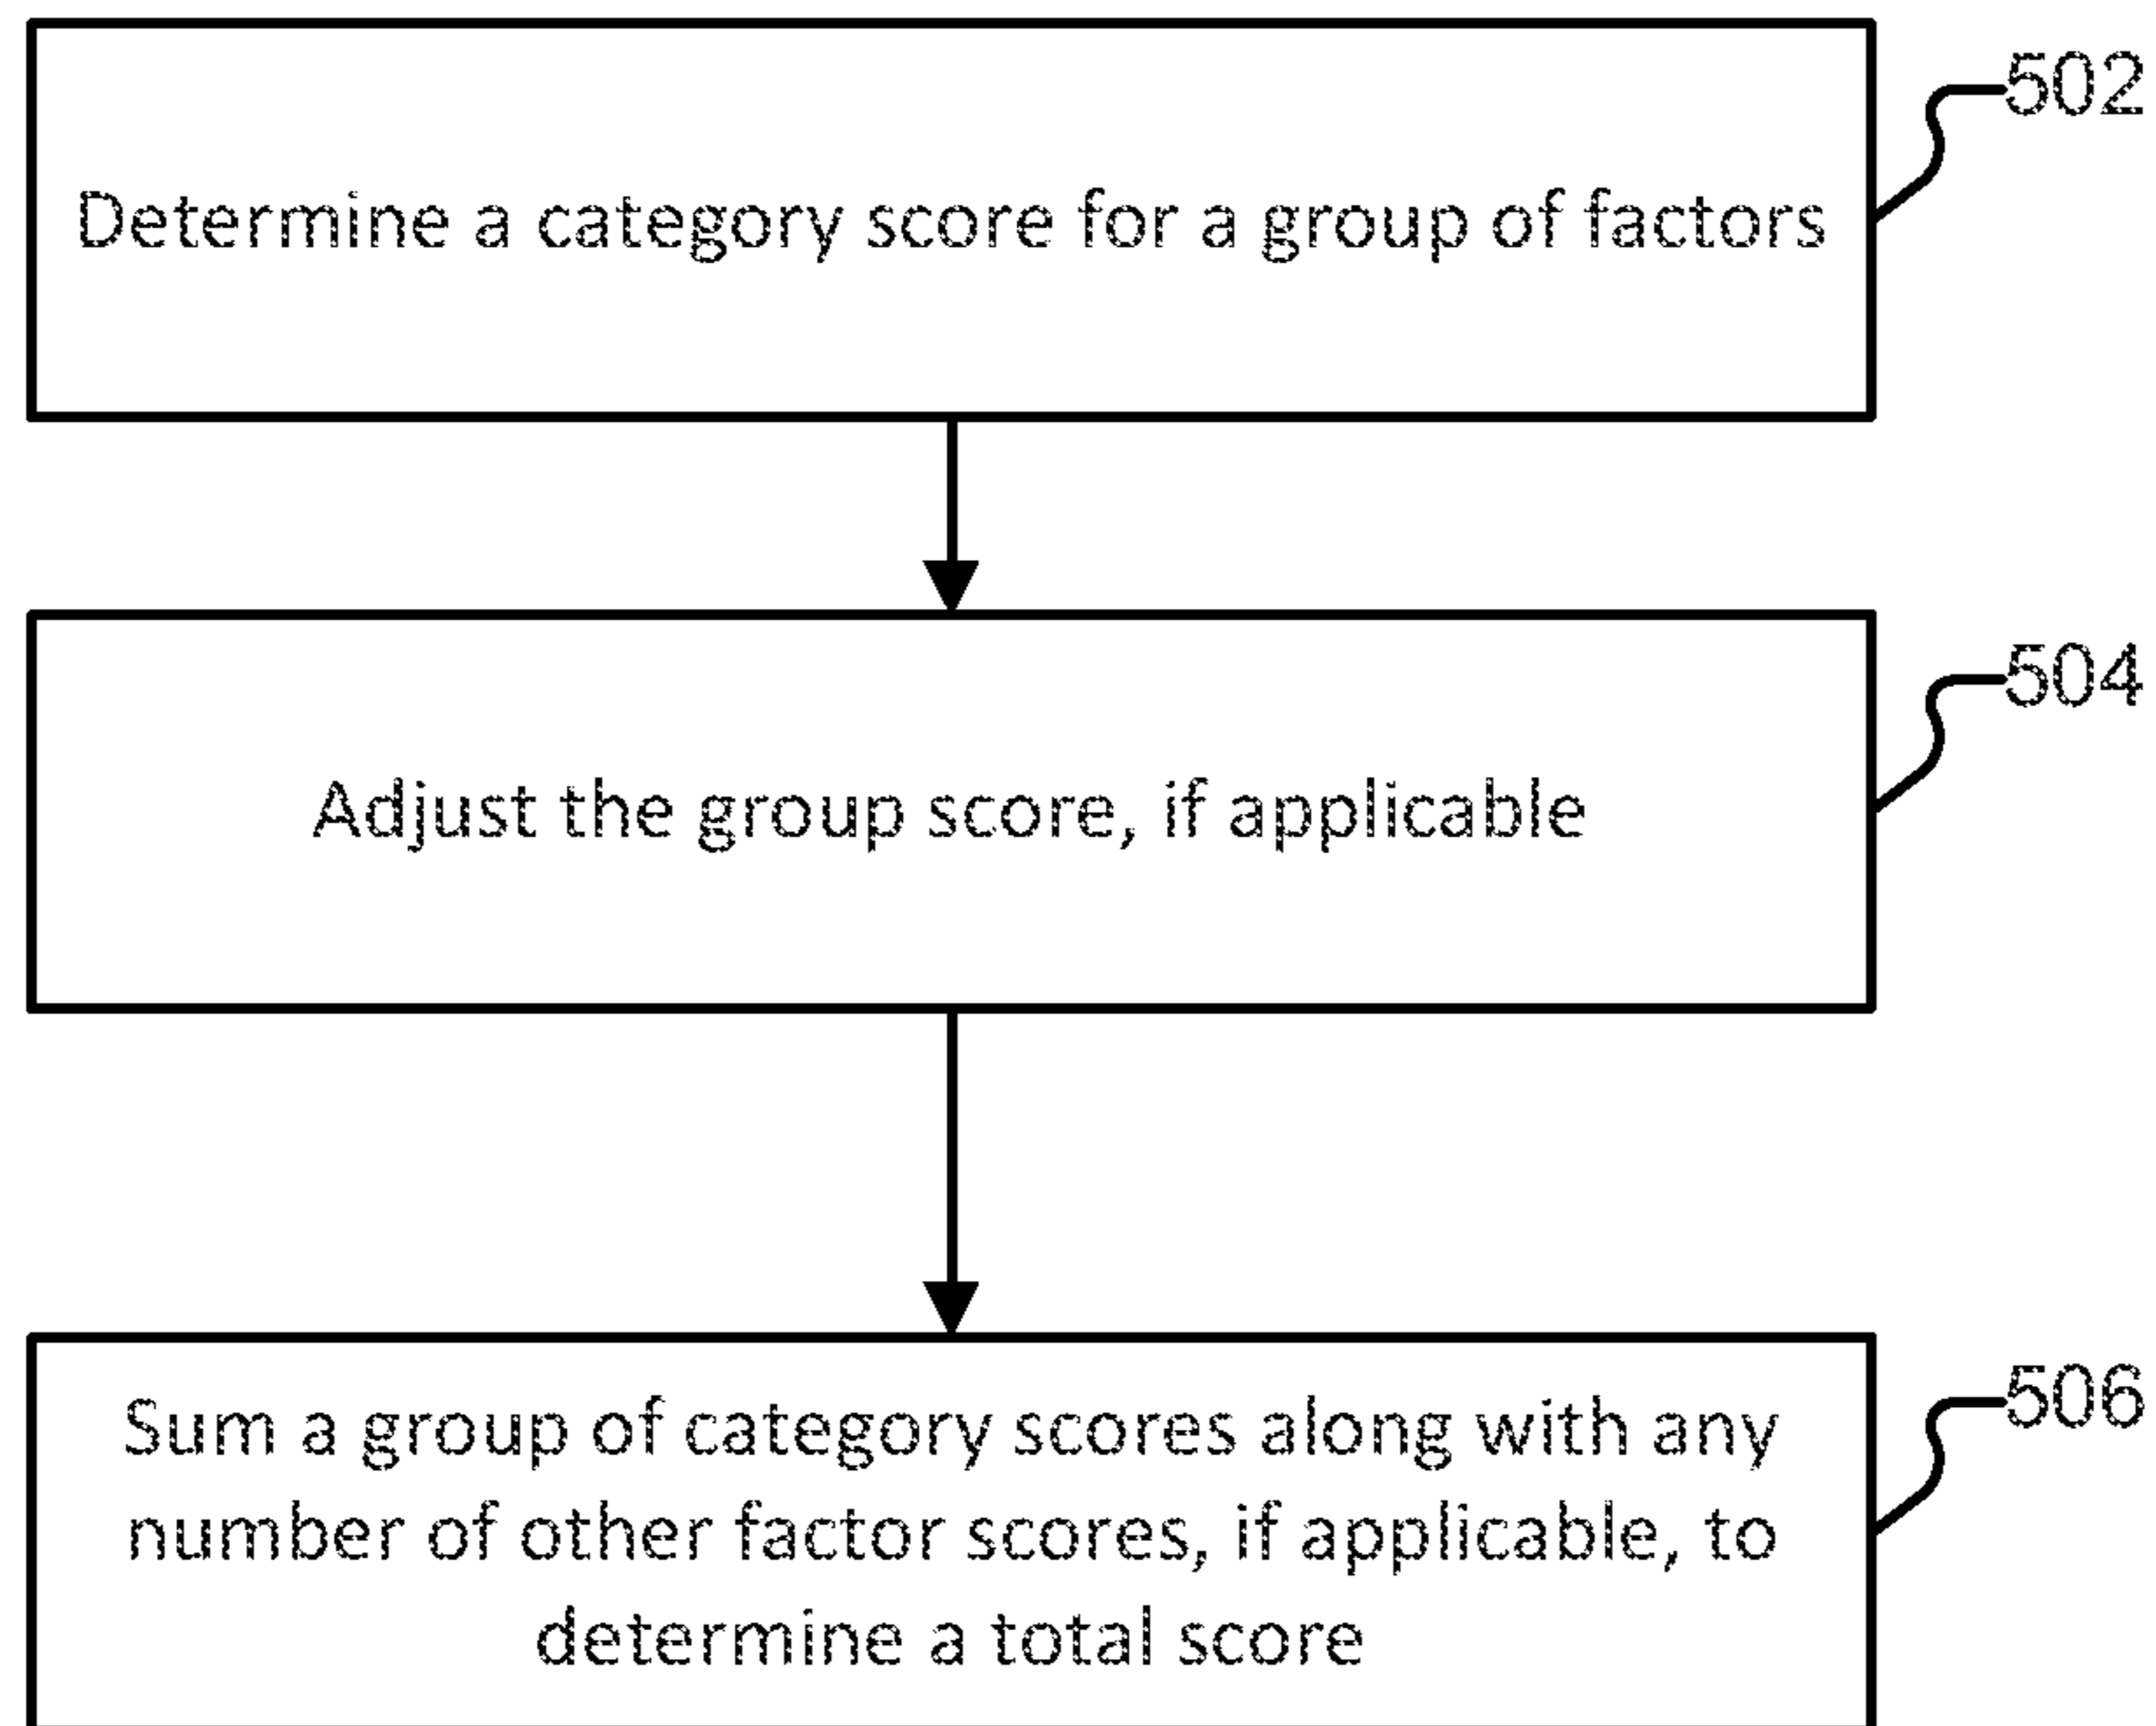 502
Determine a category score for a group of factors
504
Adjust the group score, if applicable
506
Sum a group of category scores along with any
number of other factor scores, if applicable, to
determine a total score